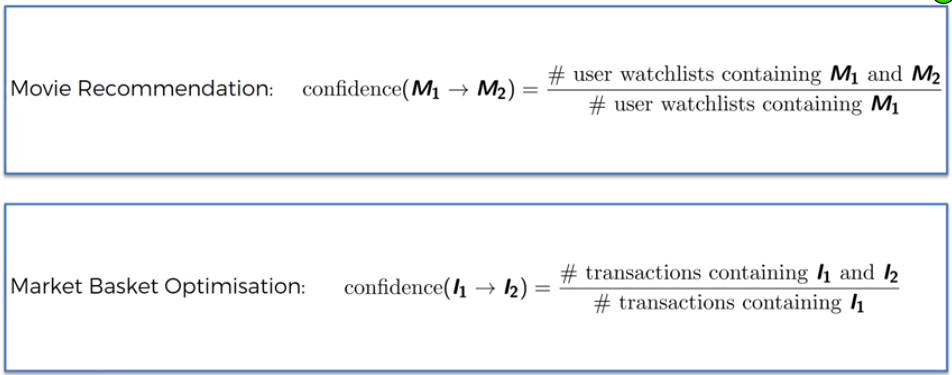 Movie Recommendation: confidence(M₁ → M₂) = # user watchlists containing M₁ and M₂ / # user watchlists containing M₁
Market Basket Optimisation: confidence(I₁ → I₂) = # transactions containing I₁ and I₂ / # transactions containing I₁